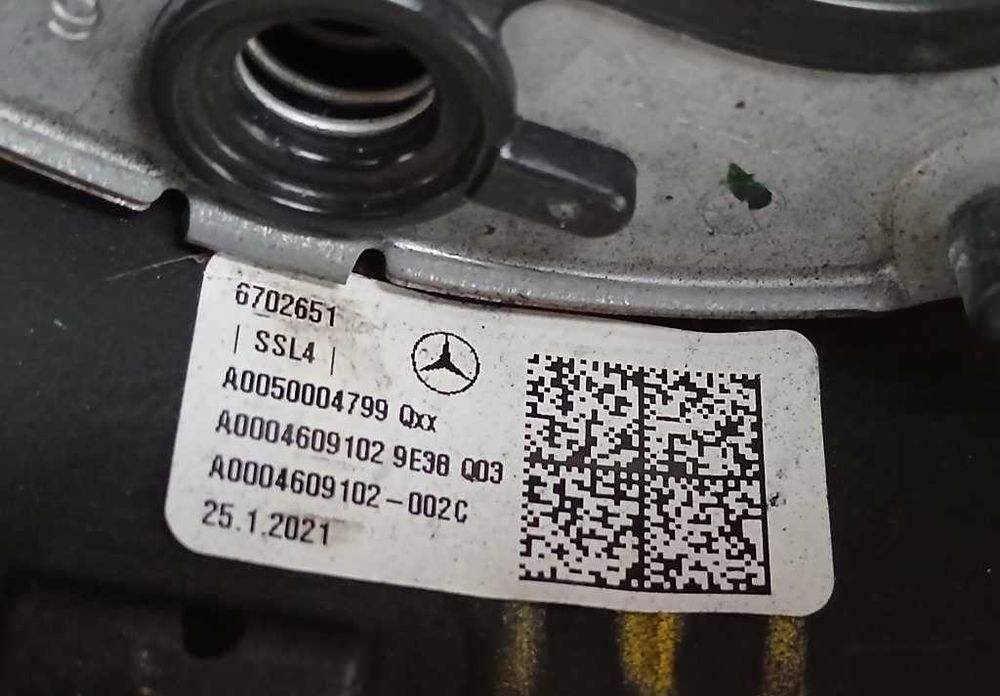 6702651
| SSL4 |
A0050004799 Qxx
A0004609102 9E38 Q03
A0004609102-002C
25.1.2021